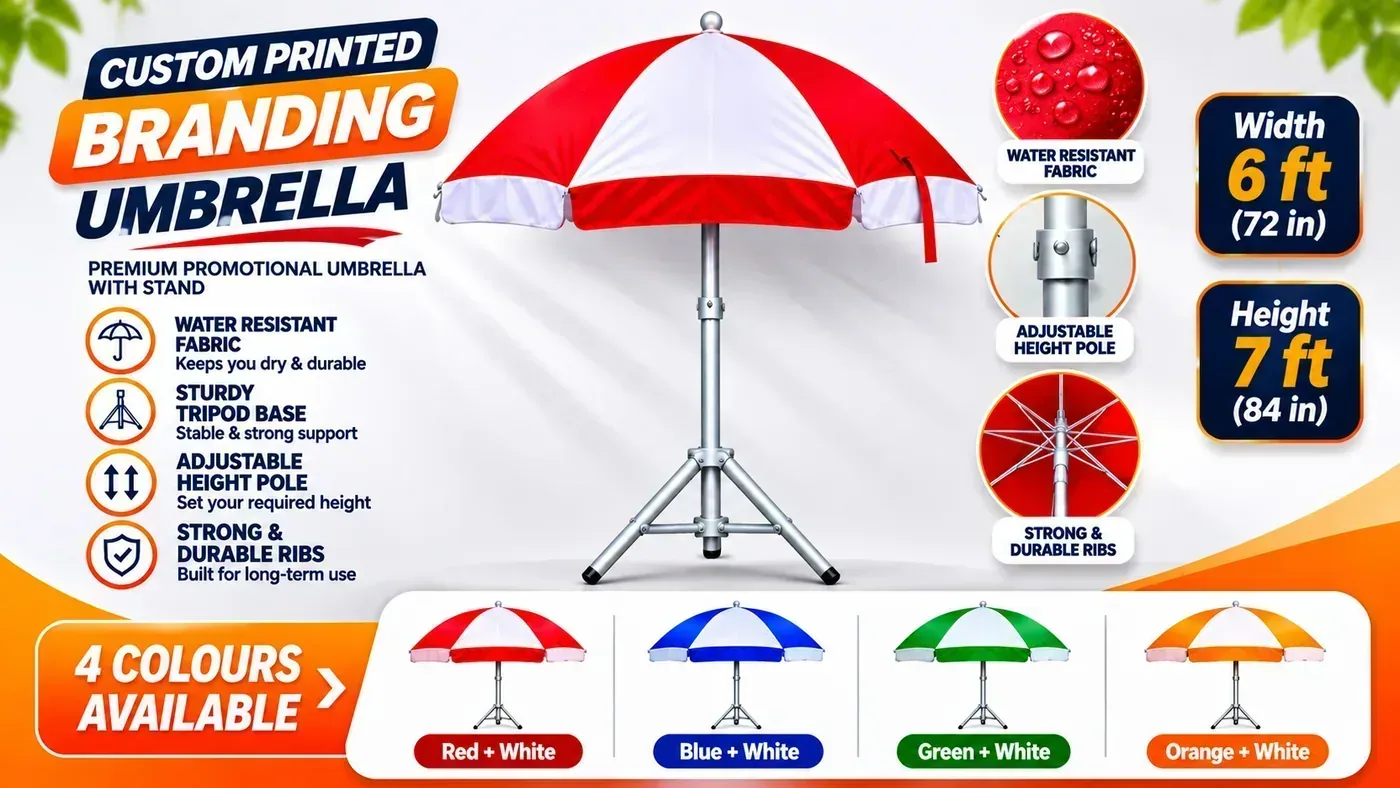 CUSTOM PRINTED
BRANDING
UMBRELLA
PREMIUM PROMOTIONAL UMBRELLA
WITH STAND
WATER RESISTANT
FABRIC
Keeps you dry & durable
STURDY
TRIPOD BASE
Stable & strong support
ADJUSTABLE
HEIGHT POLE
Set your required height
STRONG &
DURABLE RIBS
Built for long-term use
WATER RESISTANT
FABRIC
ADJUSTABLE
HEIGHT POLE
STRONG &
DURABLE RIBS
Width
6 ft
(72 in)
Height
7 ft
(84 in)
4 COLOURS
AVAILABLE
Red + White
Blue + White
Green + White
Orange + White